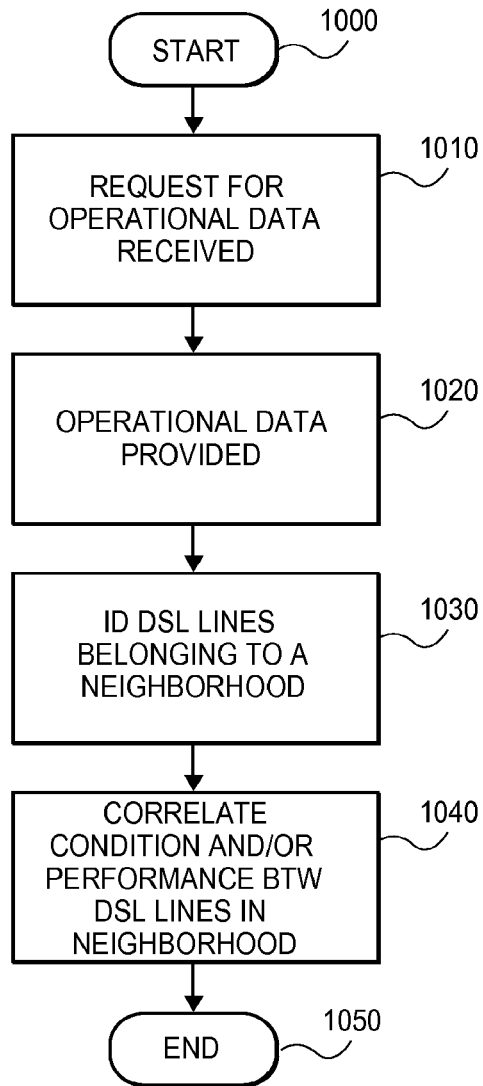 START
1000
REQUEST FOR
OPERATIONAL DATA
RECEIVED
1010
OPERATIONAL DATA
PROVIDED
1020
ID DSL LINES
BELONGING TO A
NEIGHBORHOOD
1030
CORRELATE
CONDITION AND/OR
PERFORMANCE BTW
DSL LINES IN
NEIGHBORHOOD
1040
END
1050